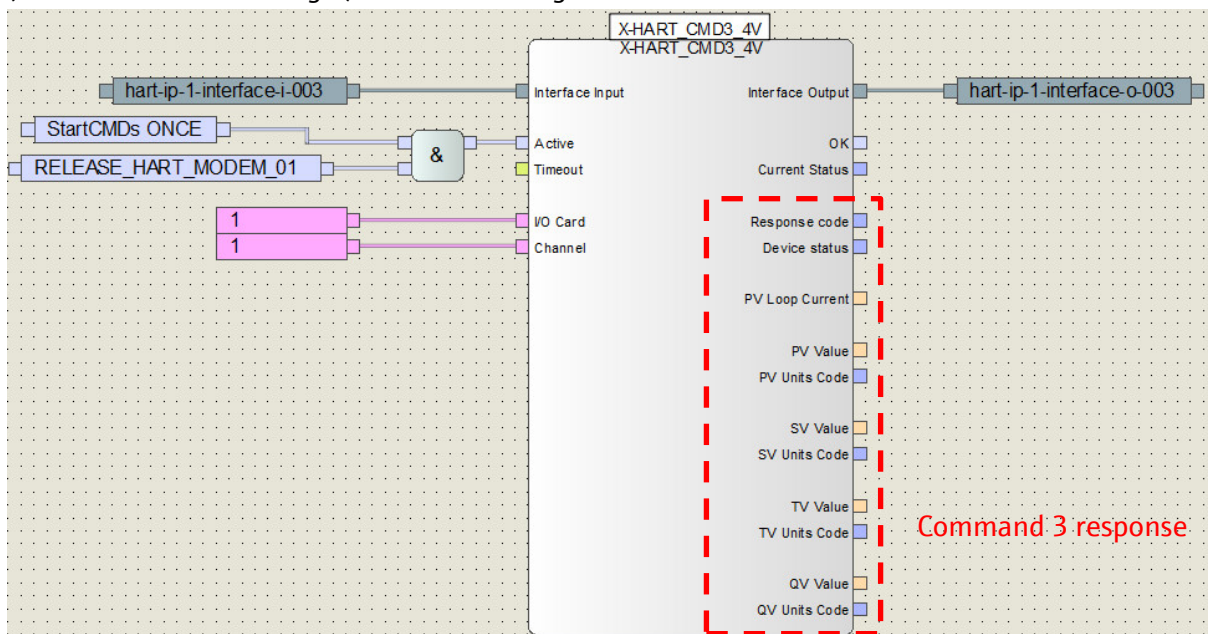 X-HART_CMD3_4V
X-HART_CMD3_4V
hart-ip-1-interface-i-003
Interface Input
Interface Output
hart-ip-1-interface-o-003
StartCMDs ONCE
&
Active
OK
RELEASE_HART_MODEM_01
Timeout
Current Status
1
I/O Card
Response code
1
Channel
Device status
PV Loop Current
PV Value
PV Units Code
SV Value
SV Units Code
TV Value
Command 3 response
TV Units Code
QV Value
QV Units Code